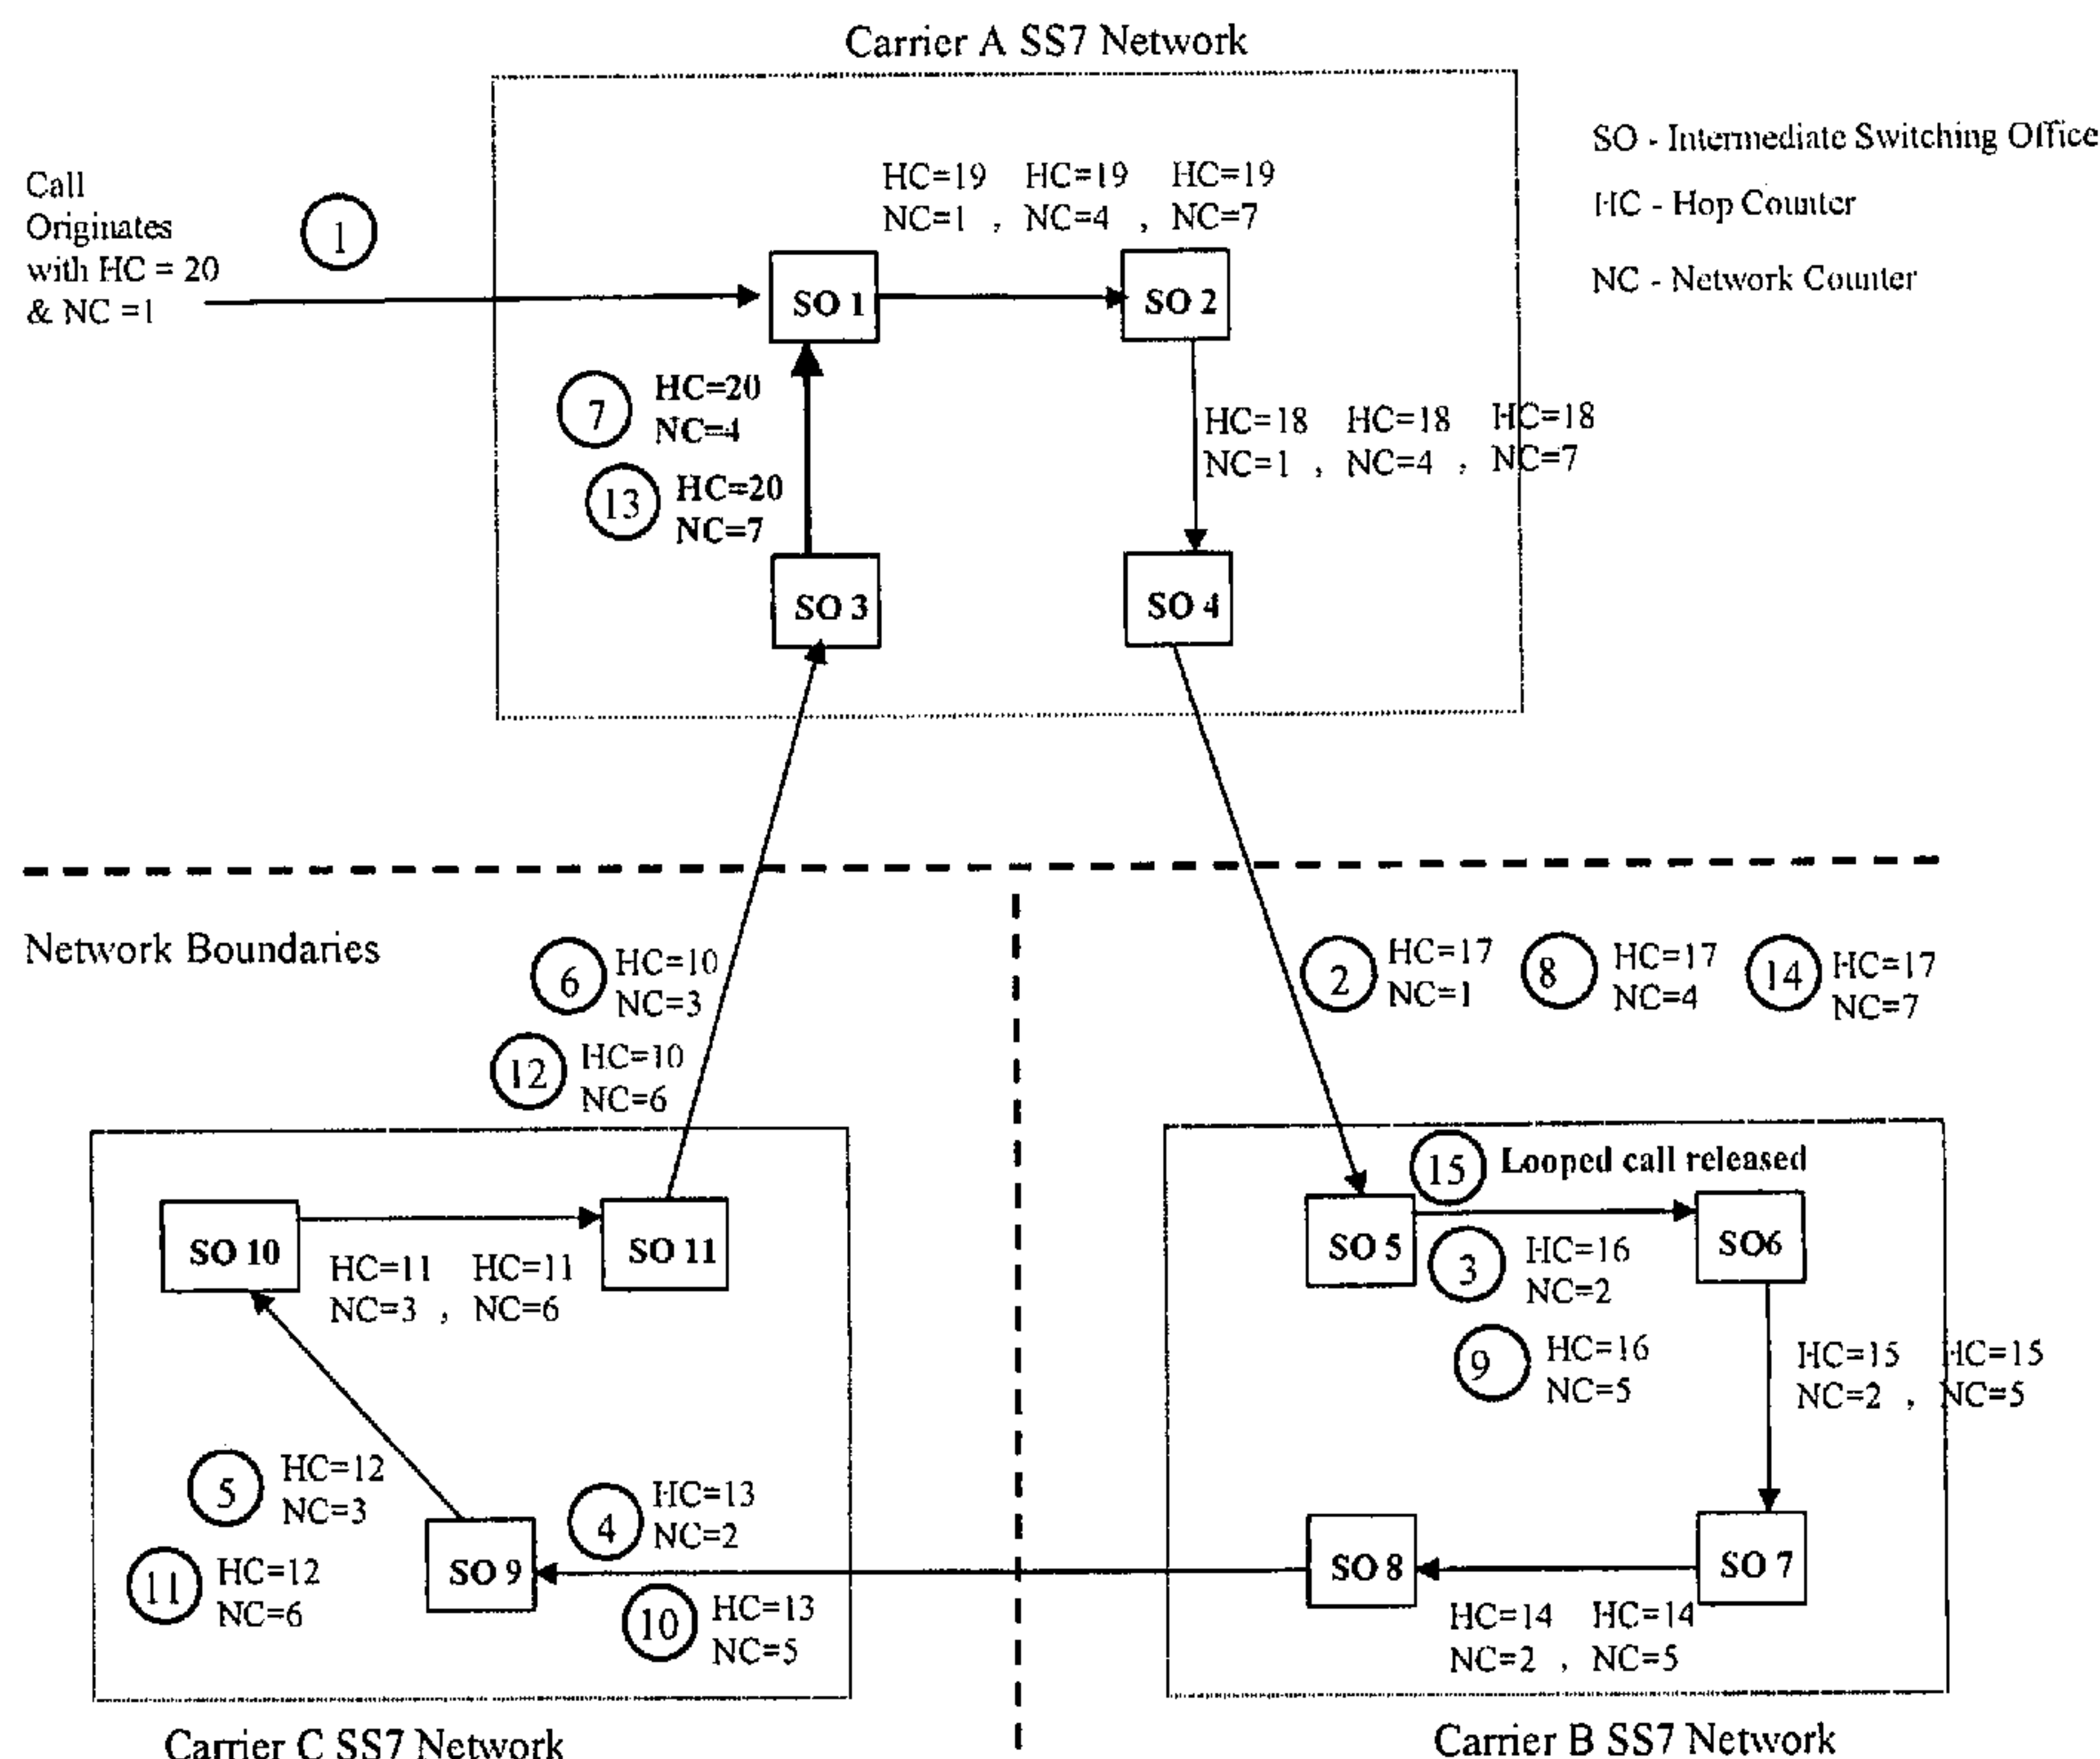 Carrier A SS7 Network
SO - Intermediate Switching Office
HC - Hop Counter
NC - Network Counter
Call
Originates
with HC = 20
& NC =1
1
HC=19 HC=19 HC=19
NC=1 , NC=4 , NC=7
SO 1
SO 2
7
HC=20
NC=4
13
HC=20
NC=7
HC=18 HC=18 HC=18
NC=1 , NC=4 , NC=7
SO 3
SO 4
Network Boundaries
6
HC=10
NC=3
12
HC=10
NC=6
2
HC=17
NC=1
8
HC=17
NC=4
14
HC=17
NC=7
15
Looped call released
SO 10
SO 11
HC=11 HC=11
NC=3 , NC=6
SO 5
SO6
3
HC=16
NC=2
9
HC=16
NC=5
HC=15 HC=15
NC=2 , NC=5
5
HC=12
NC=3
11
HC=12
NC=6
4
HC=13
NC=2
SO 9
10
HC=13
NC=5
SO 8
SO 7
HC=14 HC=14
NC=2 , NC=5
Carrier C SS7 Network
Carrier B SS7 Network